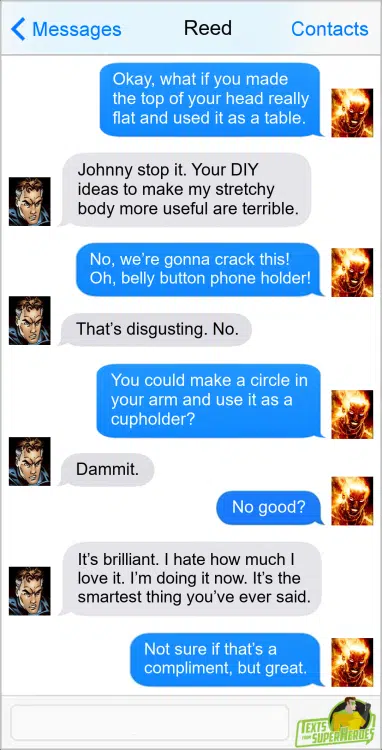 Messages
Reed
Contacts
Okay, what if you made
the top of your head really
flat and used it as a table.
Johnny stop it. Your DIY
ideas to make my stretchy
body more useful are terrible.
No, we’re gonna crack this!
Oh, belly button phone holder!
That’s disgusting. No.
You could make a circle in
your arm and use it as a
cupholder?
Dammit.
No good?
It’s brilliant. I hate how much I
love it. I’m doing it now. It’s the
smartest thing you’ve ever said.
Not sure if that’s a
compliment, but great.
TEXTS
FROM SUPERHEROES